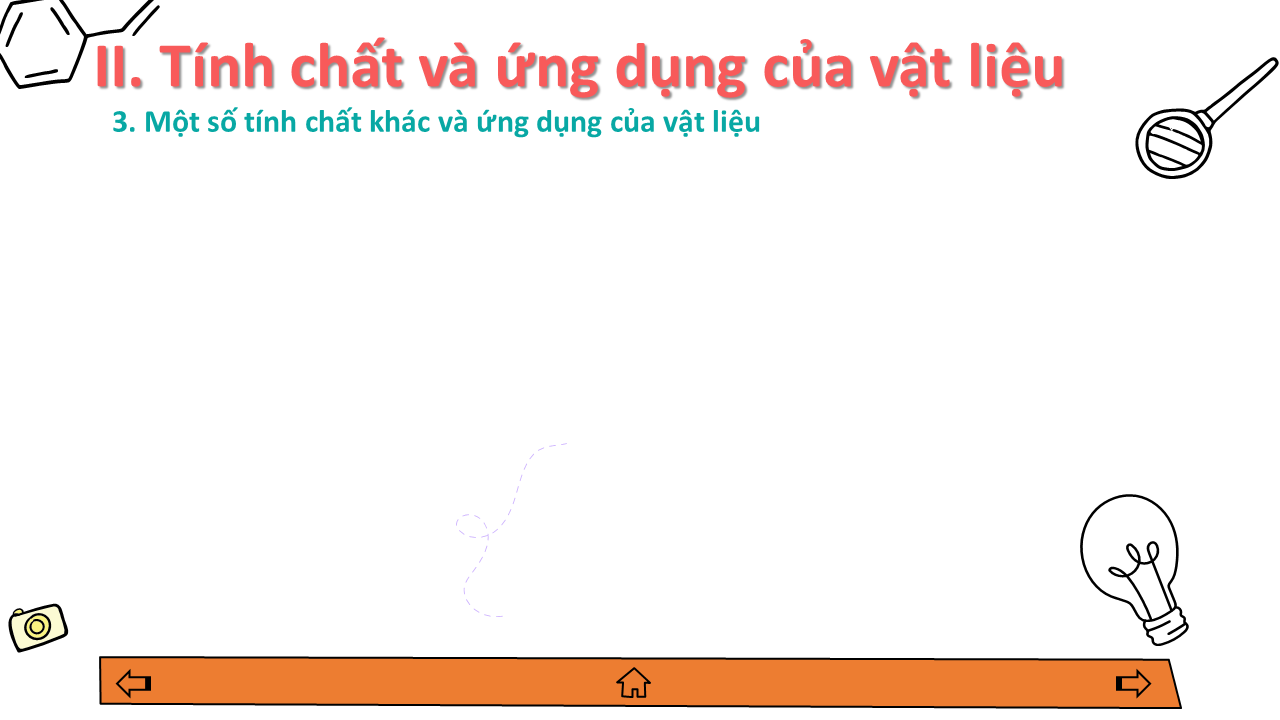 II. Tính chất và ứng dụng của vật liệu
3. Một số tính chất khác và ứng dụng của vật liệu